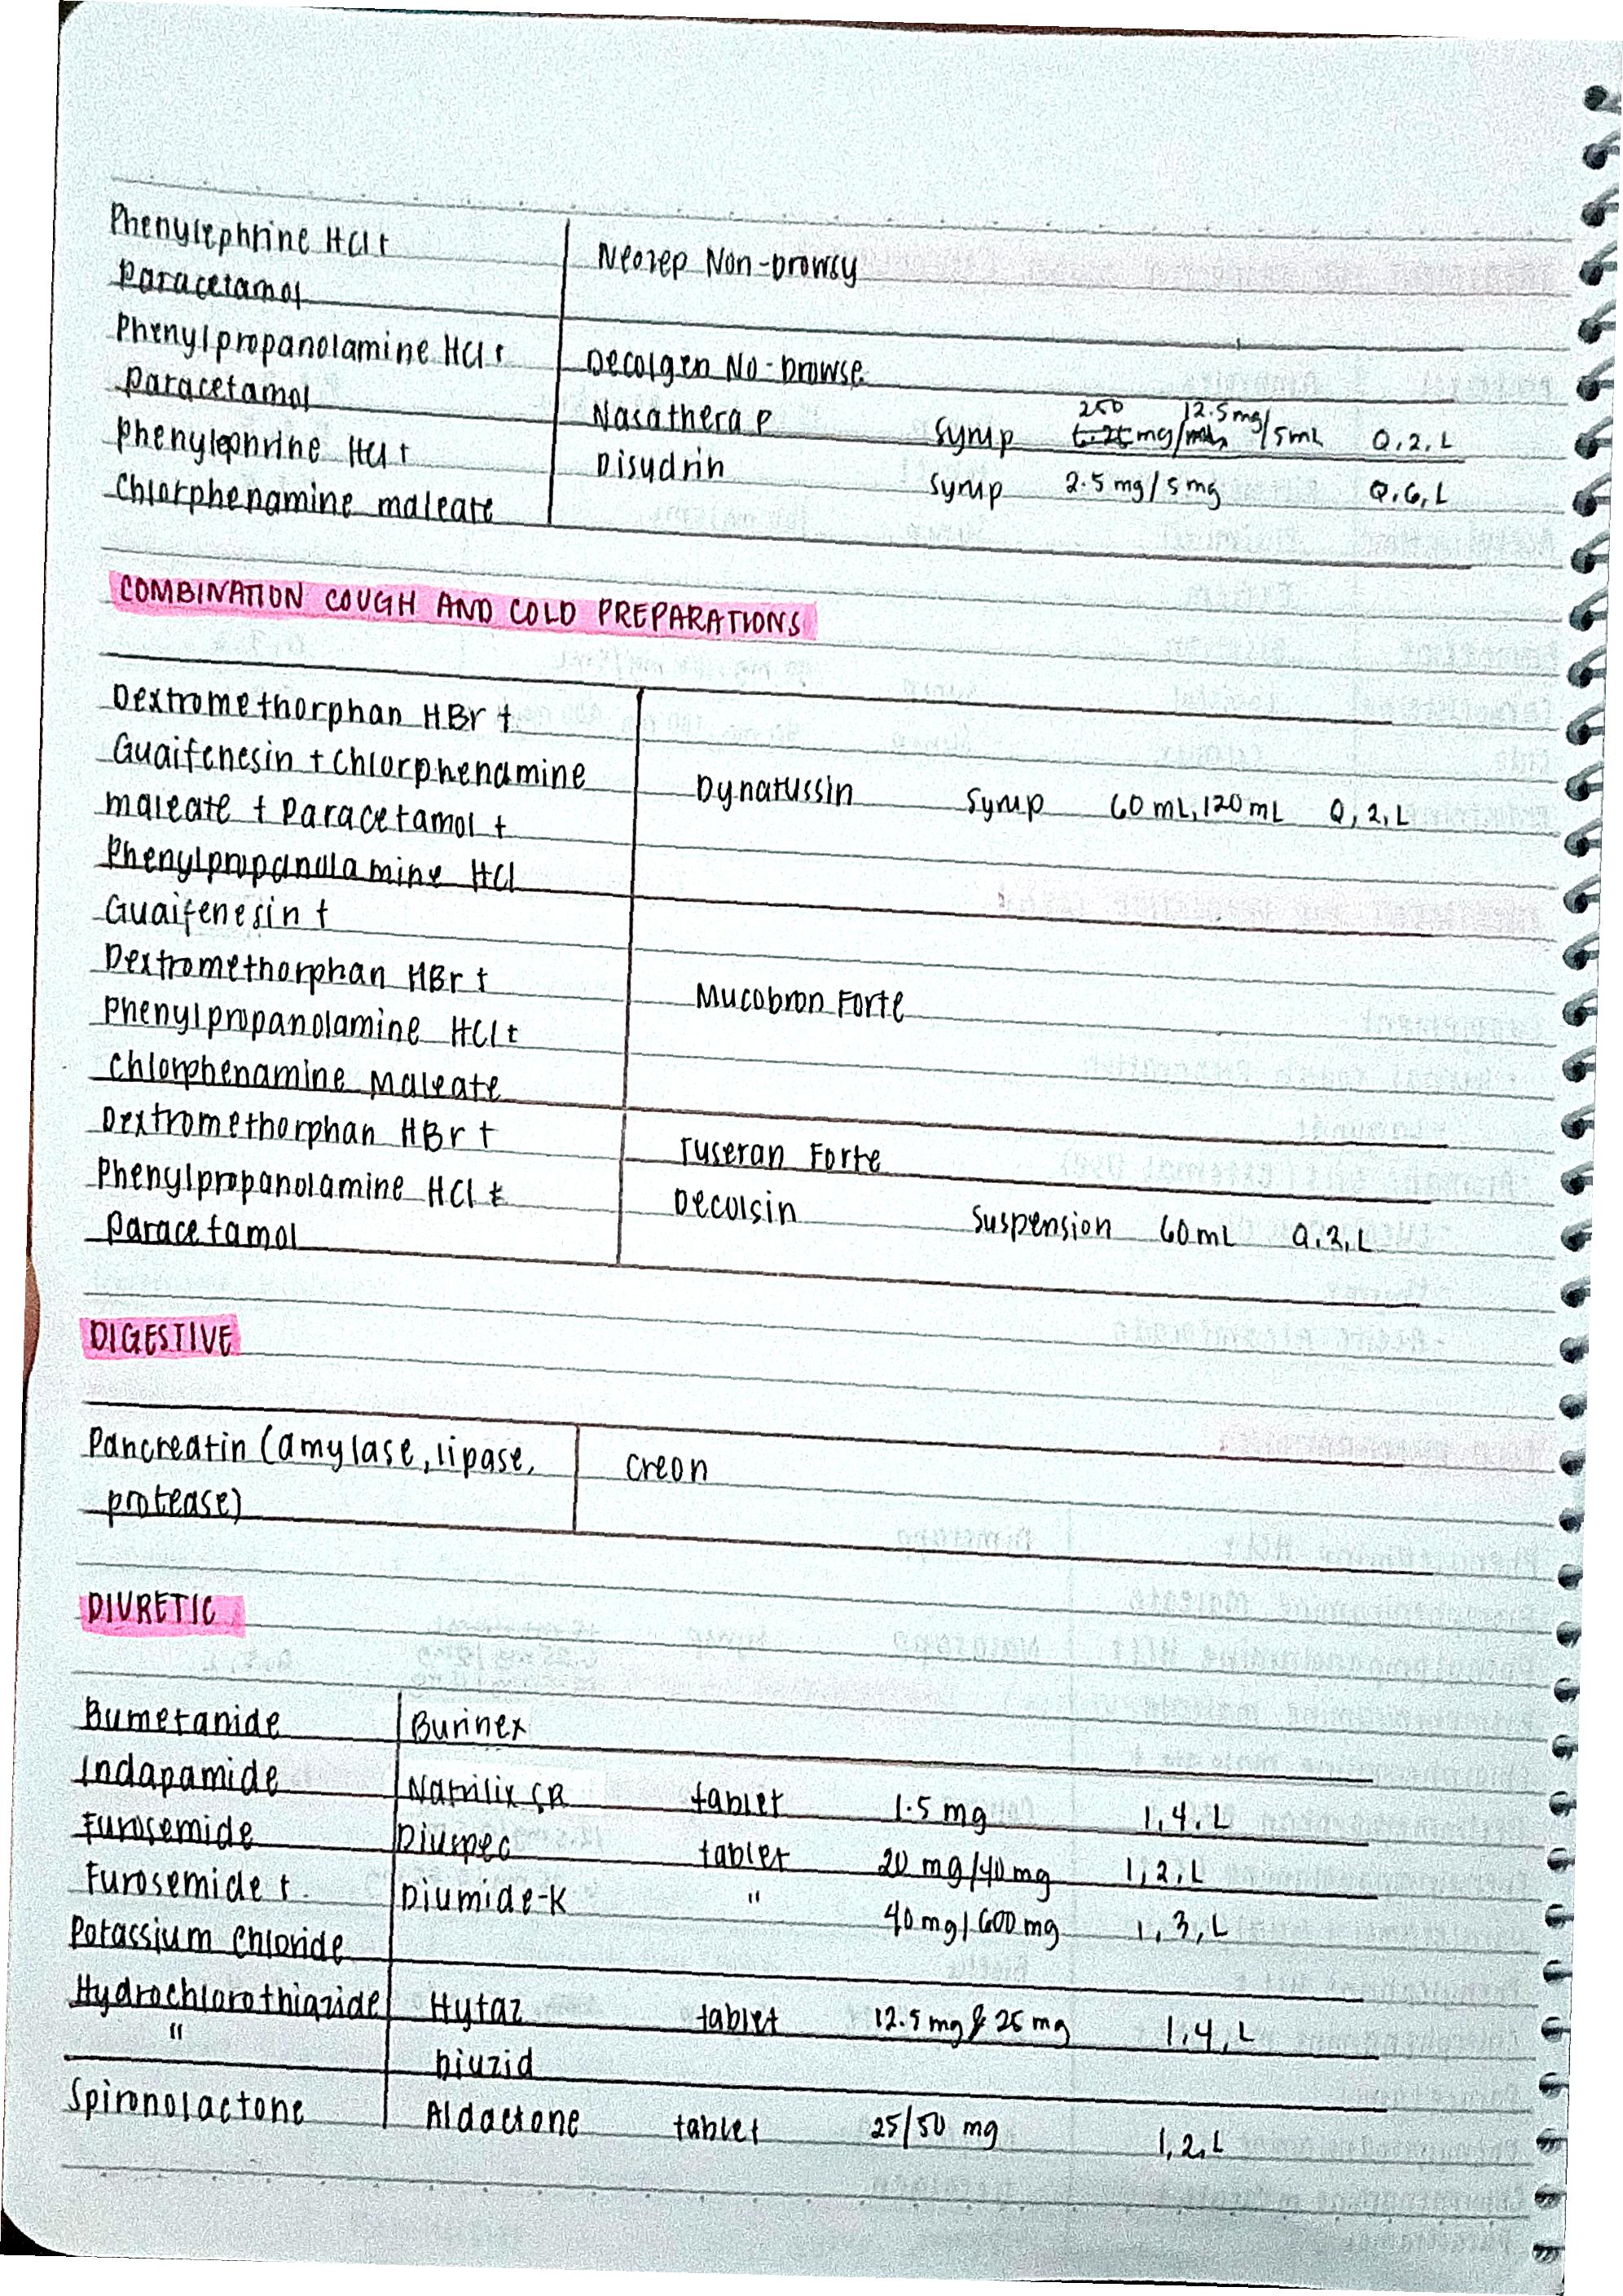 Phenylephrine HCl +
Paracetamol
Neozep Non-Drowsy
Phenylpropanolamine HCl +
Paracetamol
Decolgen No-Drowse
Nasathera P Syrup 250 mg/12.5mg/5mL Q, 2, L
Phenylephrine HCl +
Chlorphenamine maleate
Disudrin Syrup 2.5 mg/5 mg Q, 6, L
COMBINATION COUGH AND COLD PREPARATIONS
Dextromethorphan HBr +
Guaifenesin + Chlorphenamine
maleate + Paracetamol +
Phenylpropanolamine HCl
Dynatussin Syrup 60 mL, 120 mL Q, 2, L
Guaifenesin +
Dextromethorphan HBr +
Phenylpropanolamine HCl +
Chlorphenamine Maleate
Mucobron Forte
Dextromethorphan HBr +
Phenylpropanolamine HCl +
Paracetamol
Tuseran Forte
Decolsin Suspension 60 mL Q, 3, L
DIGESTIVE
Pancreatin (amylase, lipase,
protease)
Creon
DIURETIC
Bumetanide Burinex
Indapamide Natrilix SR tablet 1.5 mg 1, 4, L
Furosemide Diuspec tablet 20 mg/40 mg 1, 2, L
Furosemide + Diumide-K " 40 mg/600 mg 1, 3, L
Potassium Chloride
Hydrochlorothiazide Hytaz tablet 12.5 mg & 25 mg 1, 4, L
" Diuzid
Spironolactone Aldactone tablet 25/50 mg 1, 2, L